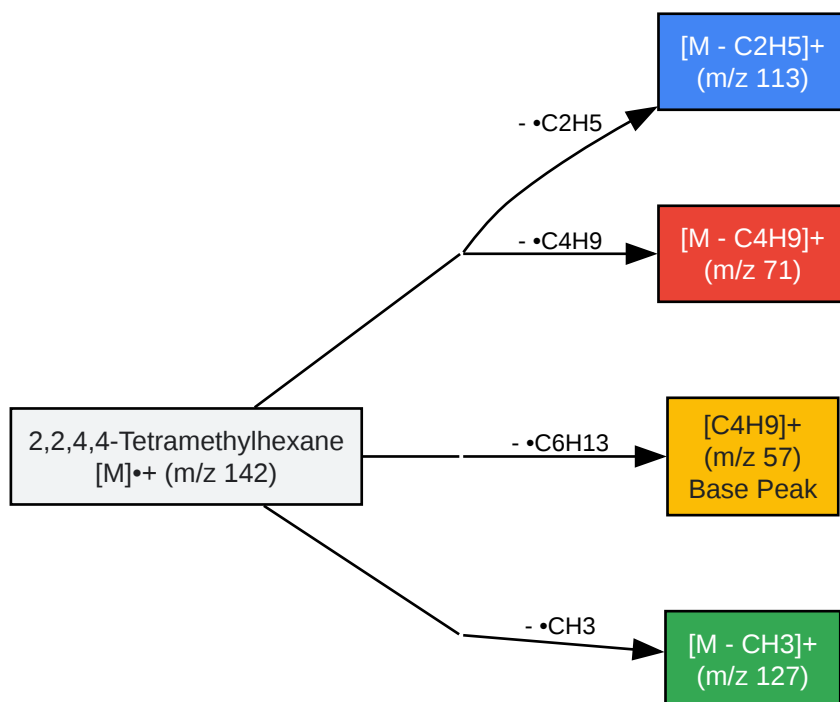 [M - C2H5]+
(m/z 113)
- •C2H5
[M - C4H9]+
(m/z 71)
- •C4H9
2,2,4,4-Tetramethylhexane
[M]•+ (m/z 142)
- •C6H13
[C4H9]+
(m/z 57)
Base Peak
- •CH3
[M - CH3]+
(m/z 127)